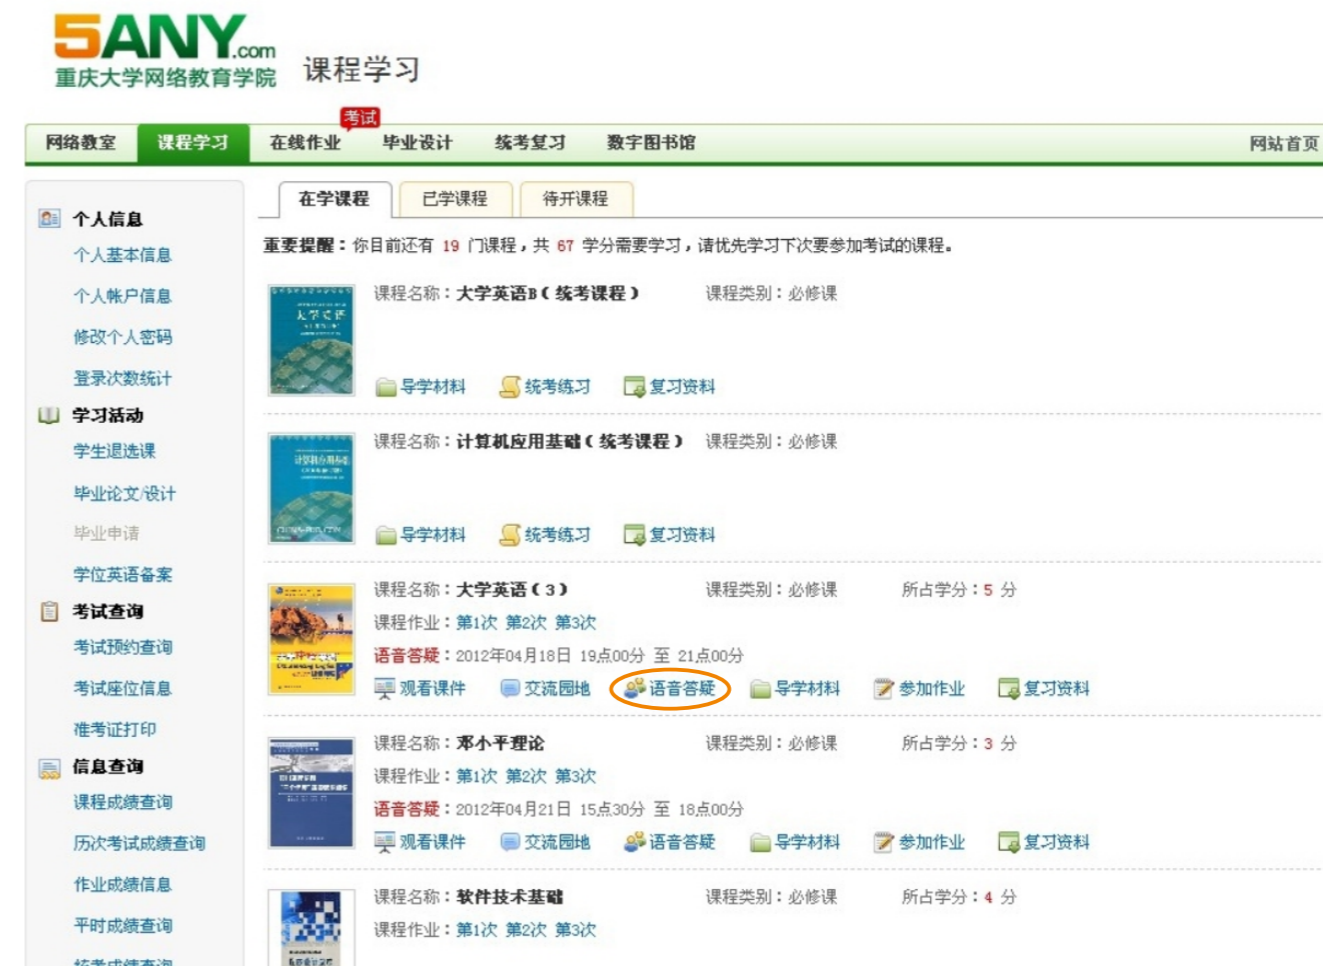 5ANY.com
重庆大学网络教育学院
课程学习
考试
网络教室 课程学习 在线作业 毕业设计 统考复习 数字图书馆 网站首页
在学课程 已学课程 待开课程
重要提醒：你目前还有 19 门课程，共 67 学分需要学习，请优先学习下次要参加考试的课程。
个人信息
个人基本信息
个人帐户信息
修改个人密码
登录次数统计
学习活动
学生退选课
毕业论文/设计
毕业申请
学位英语备案
考试查询
考试预约查询
考试座位信息
准考证打印
信息查询
课程成绩查询
历次考试成绩查询
作业成绩信息
平时成绩查询
统考成绩查询
大学英语
课程名称：大学英语B（统考课程） 课程类别：必修课
导学材料 统考练习 复习资料
计算机应用基础
课程名称：计算机应用基础（统考课程） 课程类别：必修课
导学材料 统考练习 复习资料
课程名称：大学英语（3） 课程类别：必修课 所占学分：5 分
课程作业：第1次 第2次 第3次
语音答疑：2012年04月18日 19点00分 至 21点00分
观看课件 交流园地 语音答疑 导学材料 参加作业 复习资料
课程名称：邓小平理论 课程类别：必修课 所占学分：3 分
课程作业：第1次 第2次 第3次
语音答疑：2012年04月21日 15点30分 至 18点00分
观看课件 交流园地 语音答疑 导学材料 参加作业 复习资料
课程名称：软件技术基础 课程类别：必修课 所占学分：4 分
课程作业：第1次 第2次 第3次